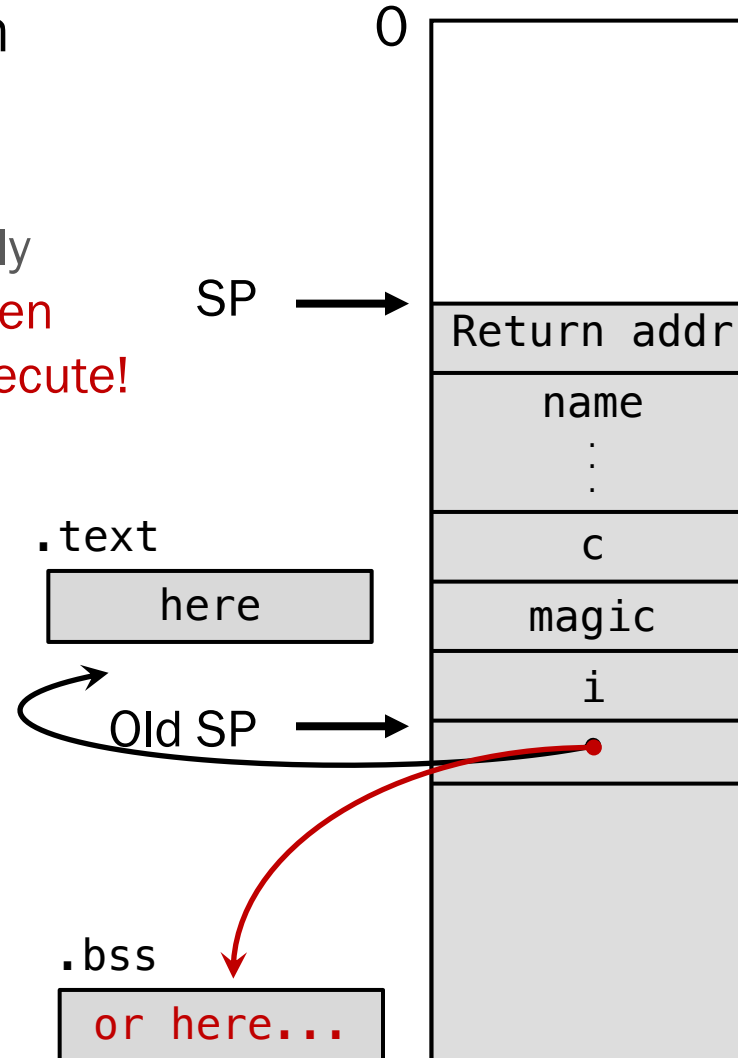 0
SP
Return addr
name
.
.
.
.text
c
here
magic
i
Old SP
.bss
or here...